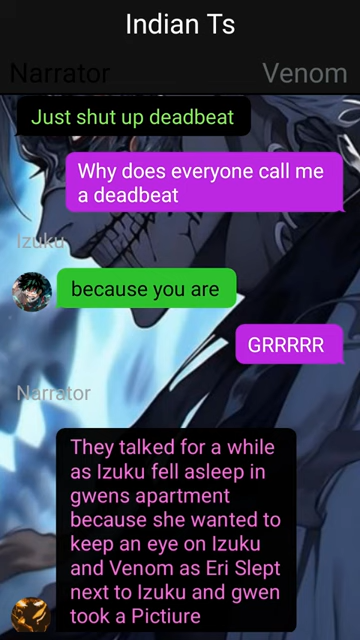 Indian Ts
Narrator
Venom
Just shut up deadbeat
Why does everyone call me
a deadbeat
Izuku
because you are
GRRRRR
Narrator
They talked for a while
as Izuku fell asleep in
gwens apartment
because she wanted to
keep an eye on Izuku
and Venom as Eri Slept
next to Izuku and gwen
took a Pictiure